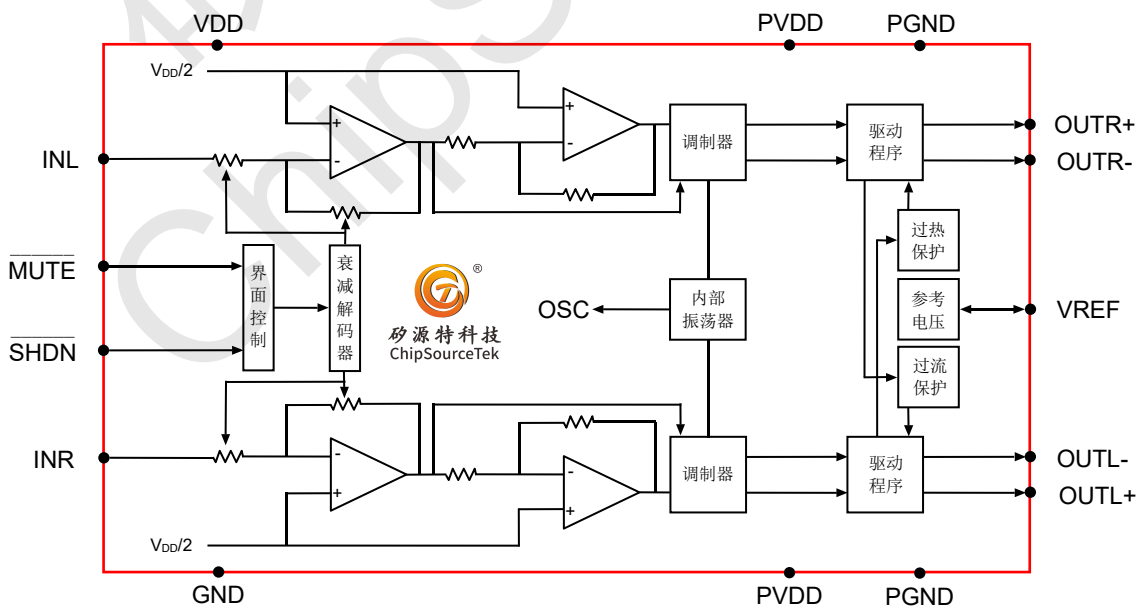 VDD
PVDD
PGND
VDD/2
+
-
+
-
调制器
驱动
程序
OUTR+
OUTR-
INL
MUTE
SHDN
界面控制
衰减解码器
®
矽源特科技
ChipSourceTek
OSC
内部
振荡器
过热
保护
参考
电压
VREF
过流
保护
INR
-
+
-
+
调制器
驱动
程序
OUTL-
OUTL+
VDD/2
GND
PVDD
PGND